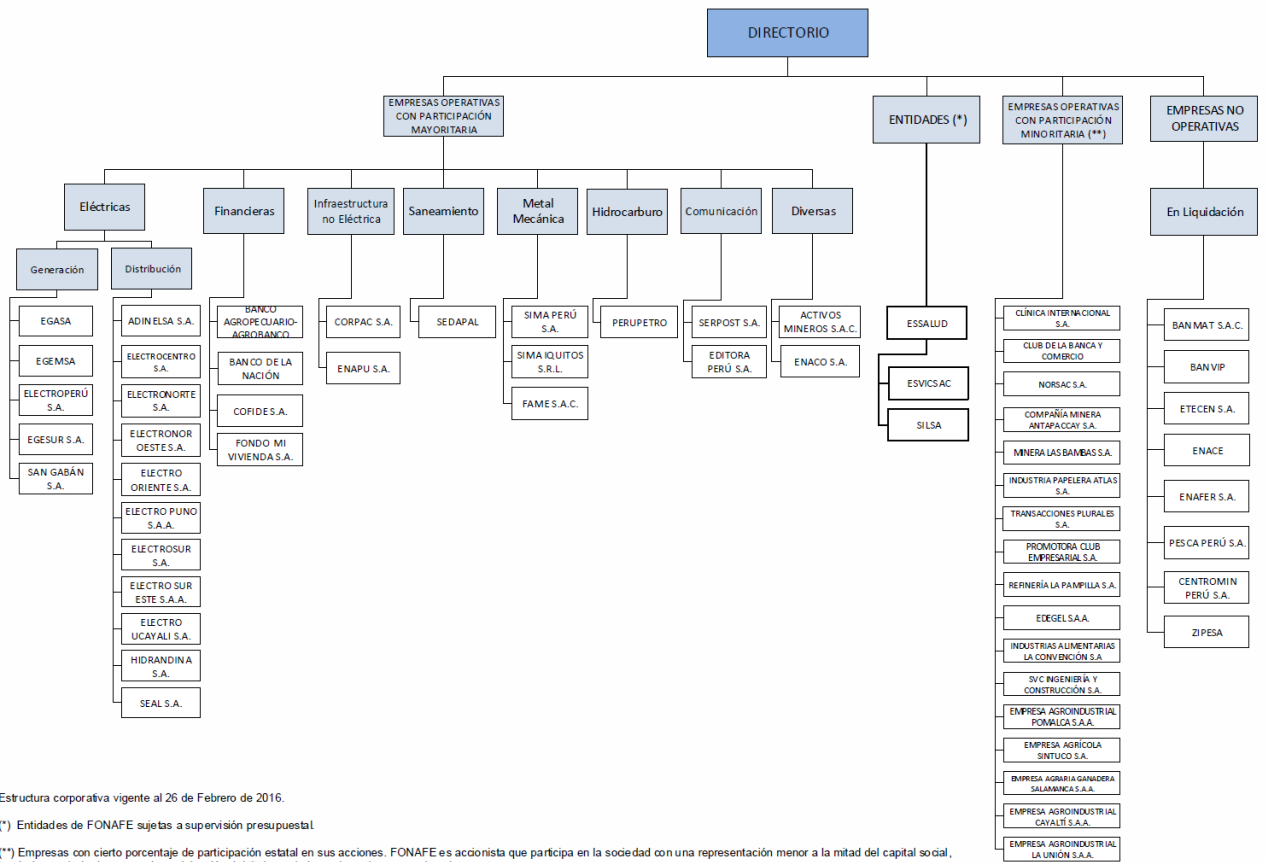 DIRECTORIO
EMPRESAS OPERATIVAS
CON PARTICIPACIÓN
MAYORITARIA
ENTIDADES (*)
EMPRESAS OPERATIVAS
CON PARTICIPACIÓN
MINORITARIA (**)
EMPRESAS NO
OPERATIVAS
Eléctricas
Financieras
Infraestructura
no Eléctrica
Saneamiento
Metal
Mecánica
Hidrocarburo
Comunicación
Diversas
En Liquidación
Generación
Distribución
EGASA
EGEMSA
ELECTROPERÚ
S.A.
EGESUR S.A.
SAN GABÁN
S.A.
ADINELSA S.A.
ELECTROCENTRO
S.A.
ELECTRONORTE
S.A.
ELECTRONOR
OESTE S.A.
ELECTRO
ORIENTE S.A.
ELECTRO PUNO
S.A.A.
ELECTROSUR
S.A.
ELECTRO SUR
ESTE S.A.A.
ELECTRO
UCAYALI S.A.
HIDRANDINA
S.A.
SEAL S.A.
BANCO
AGROPECUARIO-
AGROBANCO
BANCO DE LA
NACIÓN
COFIDE S.A.
FONDO MI
VIVIENDA S.A.
CORPAC S.A.
ENAPU S.A.
SEDAPAL
SIMA PERÚ
S.A.
SIMA IQUITOS
S.R.L.
FAME S.A.C.
PERUPETRO
SERPOST S.A.
EDITORA
PERÚ S.A.
ACTIVOS
MINEROS S.A.C.
ENACO S.A.
ESSALUD
ESVICSAC
SILSA
CLÍNICA INTERNACIONAL
S.A.
CLUB DE LA BANCA Y
COMERCIO
NORSAC S.A.
COMPAÑÍA MINERA
ANTAPACCAY S.A.
MINERA LAS BAMBAS S.A.
INDUSTRIA PAPELERA ATLAS
S.A.
TRANSACCIONES PLURALES
S.A.
PROMOTORA CLUB
EMPRESARIAL S.A.
REFINERÍA LA PAMPILLA S.A.
EDEGEL S.A.A.
INDUSTRIAS ALIMENTARIAS
LA CONVENCIÓN S.A
SVC INGENIERÍA Y
CONSTRUCCIÓN S.A.
EMPRESA AGROINDUSTRIAL
POMALCA S.A.A.
EMPRESA AGRÍCOLA
SINTUCO S.A.
EMPRESA AGRARIA GANADERA
SALAMANCA S.A.A.
EMPRESA AGROINDUSTRIAL
CAYALTÍ S.A.A.
EMPRESA AGROINDUSTRIAL
LA UNIÓN S.A.A.
BANMAT S.A.C.
BANVIP
ETECEN S.A.
ENACE
ENAFER S.A.
PESCA PERÚ S.A.
CENTROMIN
PERÚ S.A.
ZIPESA
Estructura corporativa vigente al 26 de Febrero de 2016.
(*) Entidades de FONAFE sujetas a supervisión presupuestal.
(**) Empresas con cierto porcentaje de participación estatal en sus acciones. FONAFE es accionista que participa en la sociedad con una representación menor a la mitad del capital social,